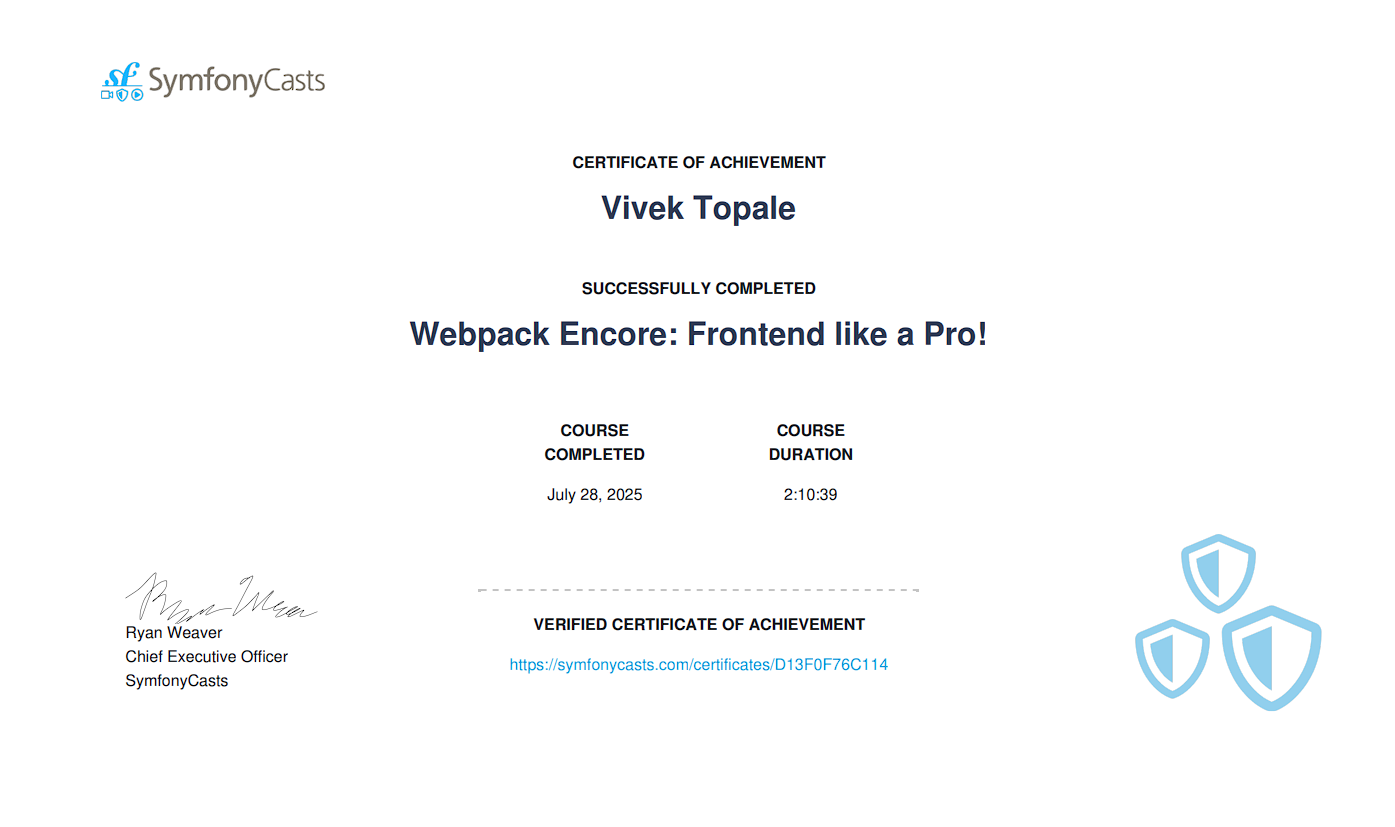 SymfonyCasts
CERTIFICATE OF ACHIEVEMENT
Vivek Topale
SUCCESSFULLY COMPLETED
Webpack Encore: Frontend like a Pro!
COURSE
COMPLETED
July 28, 2025
COURSE
DURATION
2:10:39
Ryan Weaver
Ryan Weaver
Chief Executive Officer
SymfonyCasts
VERIFIED CERTIFICATE OF ACHIEVEMENT
https://symfonycasts.com/certificates/D13F0F76C114